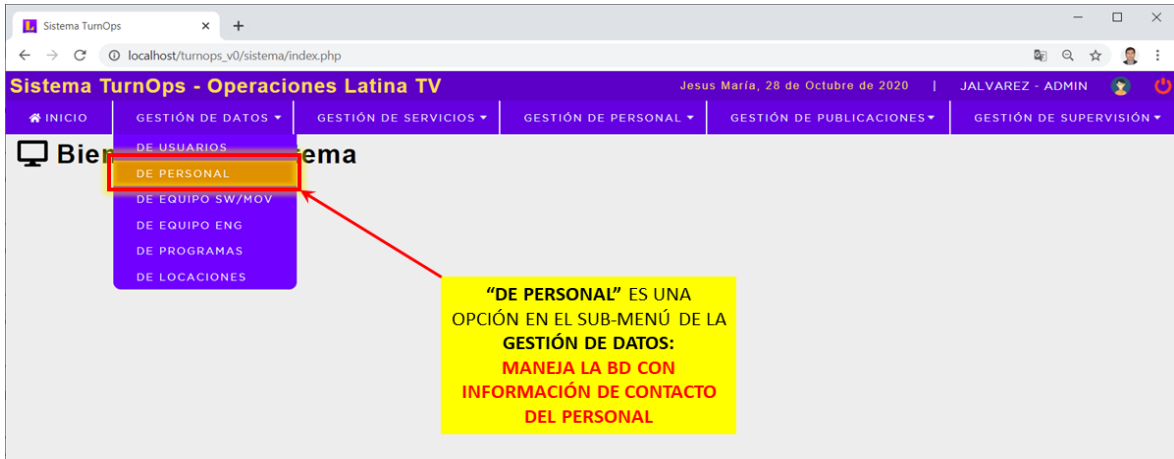 Sistema TurnOps
localhost/turnops_v0/sistema/index.php
Sistema TurnOps - Operaciones Latina TV
Jesus María, 28 de Octubre de 2020 | JALVAREZ - ADMIN
INICIO GESTIÓN DE DATOS GESTIÓN DE SERVICIOS GESTIÓN DE PERSONAL GESTIÓN DE PUBLICACIONES GESTIÓN DE SUPERVISIÓN
Bien ema
DE USUARIOS
DE PERSONAL
DE EQUIPO SW/MOV
DE EQUIPO ENG
DE PROGRAMAS
DE LOCACIONES
“DE PERSONAL” ES UNA
OPCIÓN EN EL SUB-MENÚ DE LA
GESTIÓN DE DATOS:
MANEJA LA BD CON
INFORMACIÓN DE CONTACTO
DEL PERSONAL